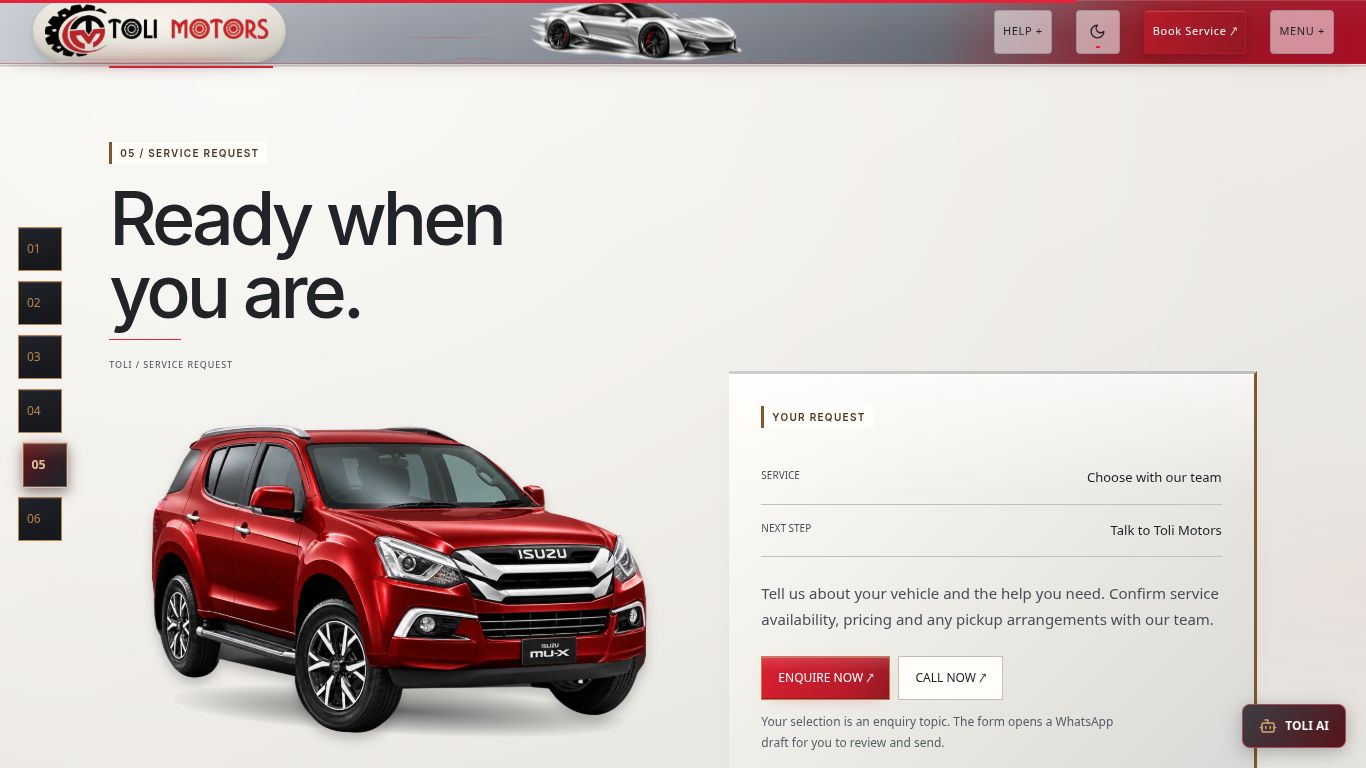 TOLI MOTORS
HELP +
Book Service ↗
MENU +
05 / SERVICE REQUEST
Ready when
you are.
TOLI / SERVICE REQUEST
01
02
03
04
05
06
ISUZU
ISUZU
mu-X
YOUR REQUEST
SERVICE
Choose with our team
NEXT STEP
Talk to Toli Motors
Tell us about your vehicle and the help you need. Confirm service
availability, pricing and any pickup arrangements with our team.
ENQUIRE NOW ↗
CALL NOW ↗
Your selection is an enquiry topic. The form opens a WhatsApp
draft for you to review and send.
TOLI AI